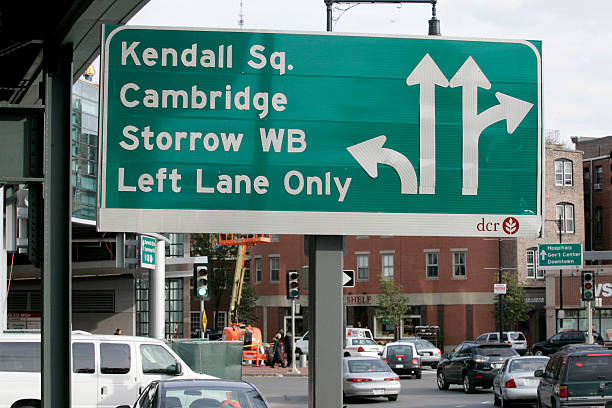 Kendall Sq.
Cambridge
Storrow WB
Left Lane Only
dcr
Hospitals
Gov't Center
Downtown
SHELF